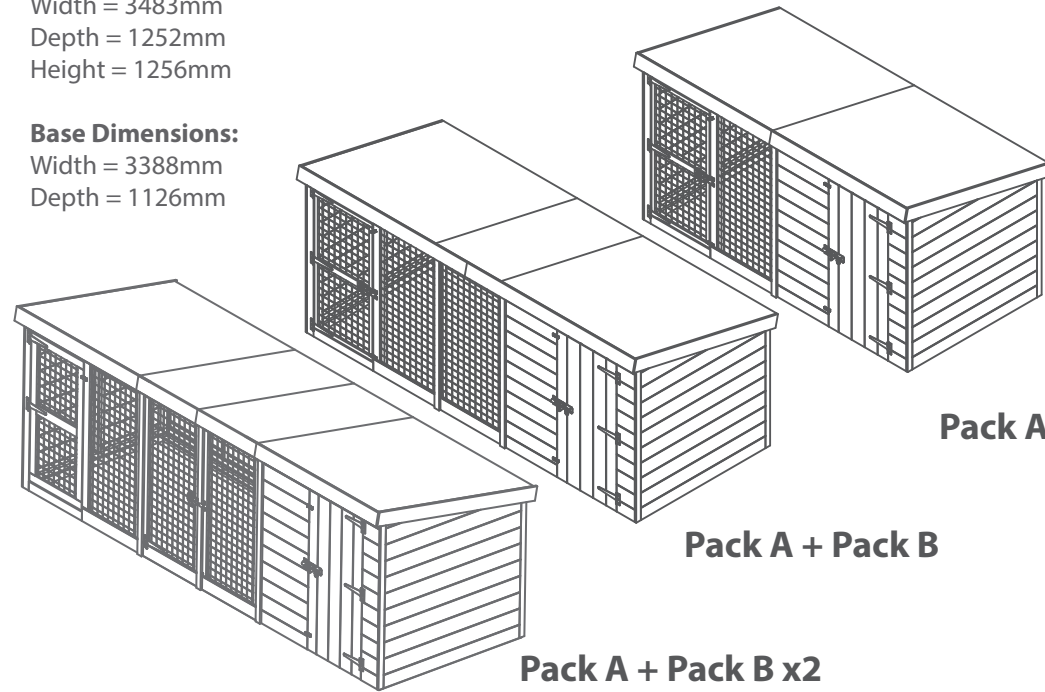 Width = 3483mm
Depth = 1252mm
Height = 1256mm
Base Dimensions:
Width = 3388mm
Depth = 1126mm
Pack A
Pack A + Pack B
Pack A + Pack B x2